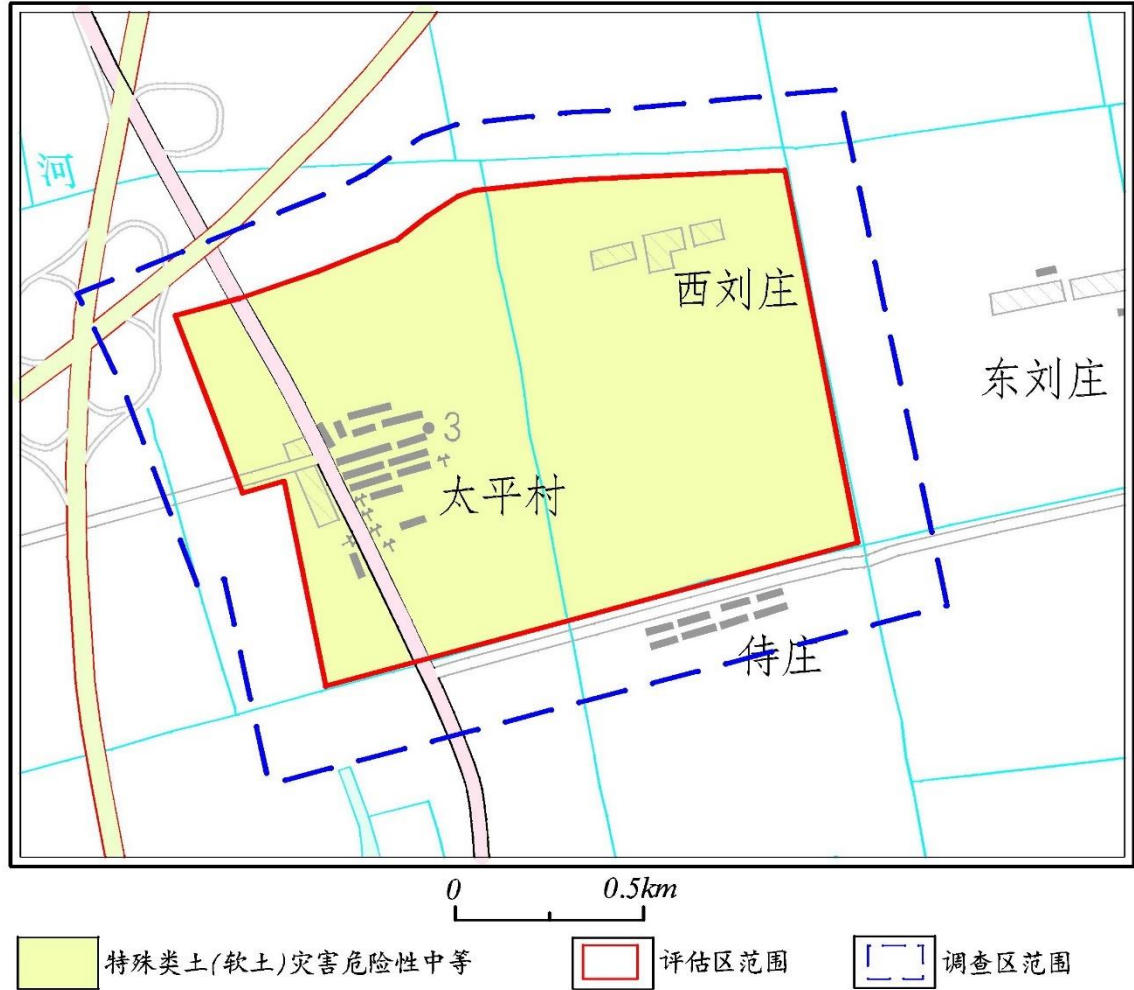 河
西刘庄
东刘庄
3
太平村
侍庄
0 0.5km
特殊类土(软土)灾害危险性中等
评估区范围
调查区范围